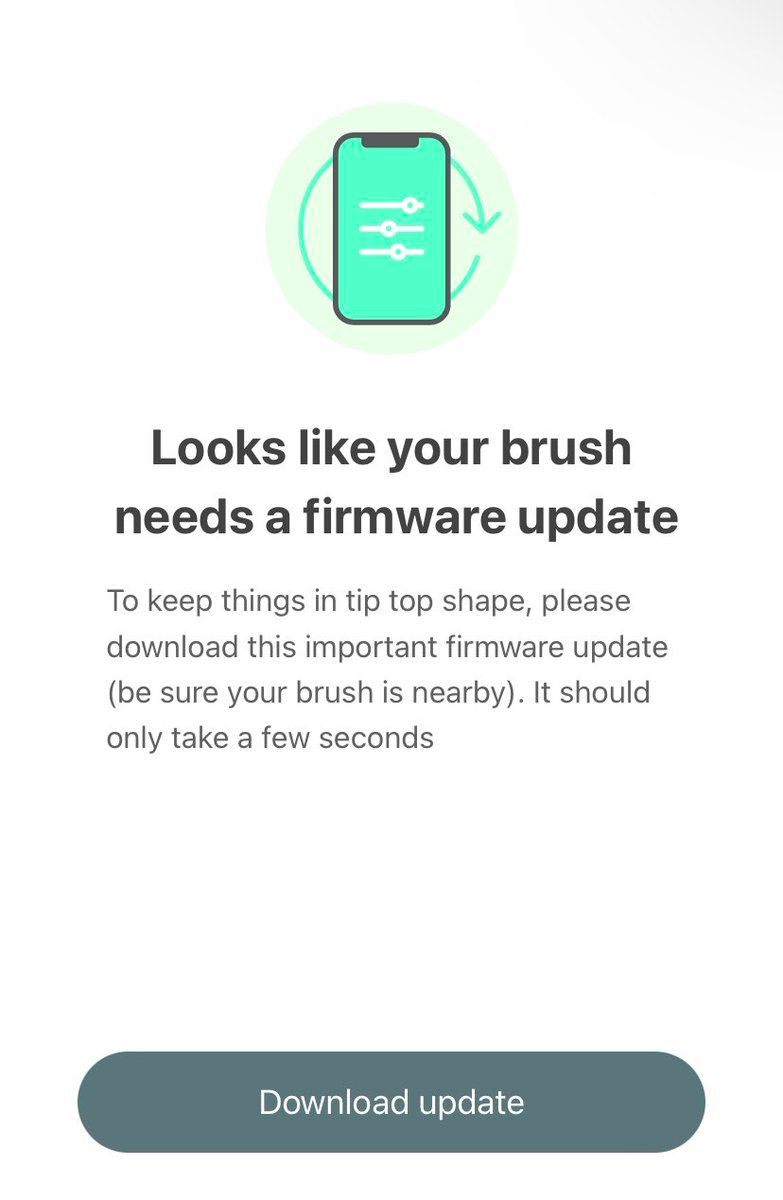 Looks like your brush
needs a firmware update
To keep things in tip top shape, please
download this important firmware update
(be sure your brush is nearby). It should
only take a few seconds
Download update